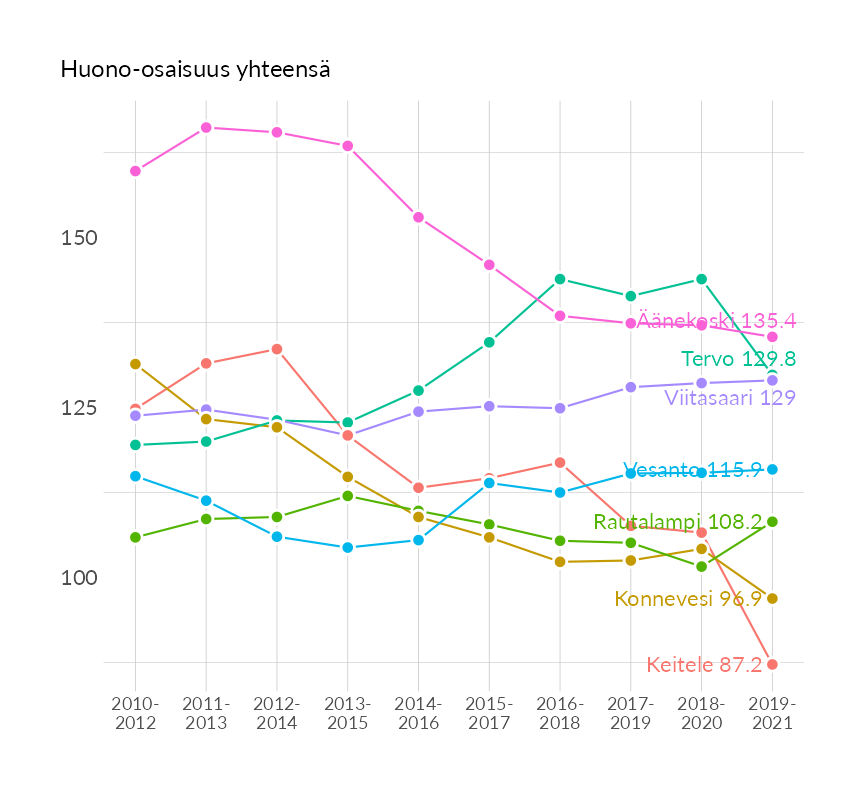 Huono-osaisuus yhteensä
150
125
100
Äänekoski 135.4
Tervo 129.8
Viitasaari 129
Vesanto 115.9
Rautalampi 108.2
Konnevesi 96.9
Keitele 87.2
2010- 2011- 2012- 2013- 2014- 2015- 2016- 2017- 2018- 2019-
2012 2013 2014 2015 2016 2017 2018 2019 2020 2021